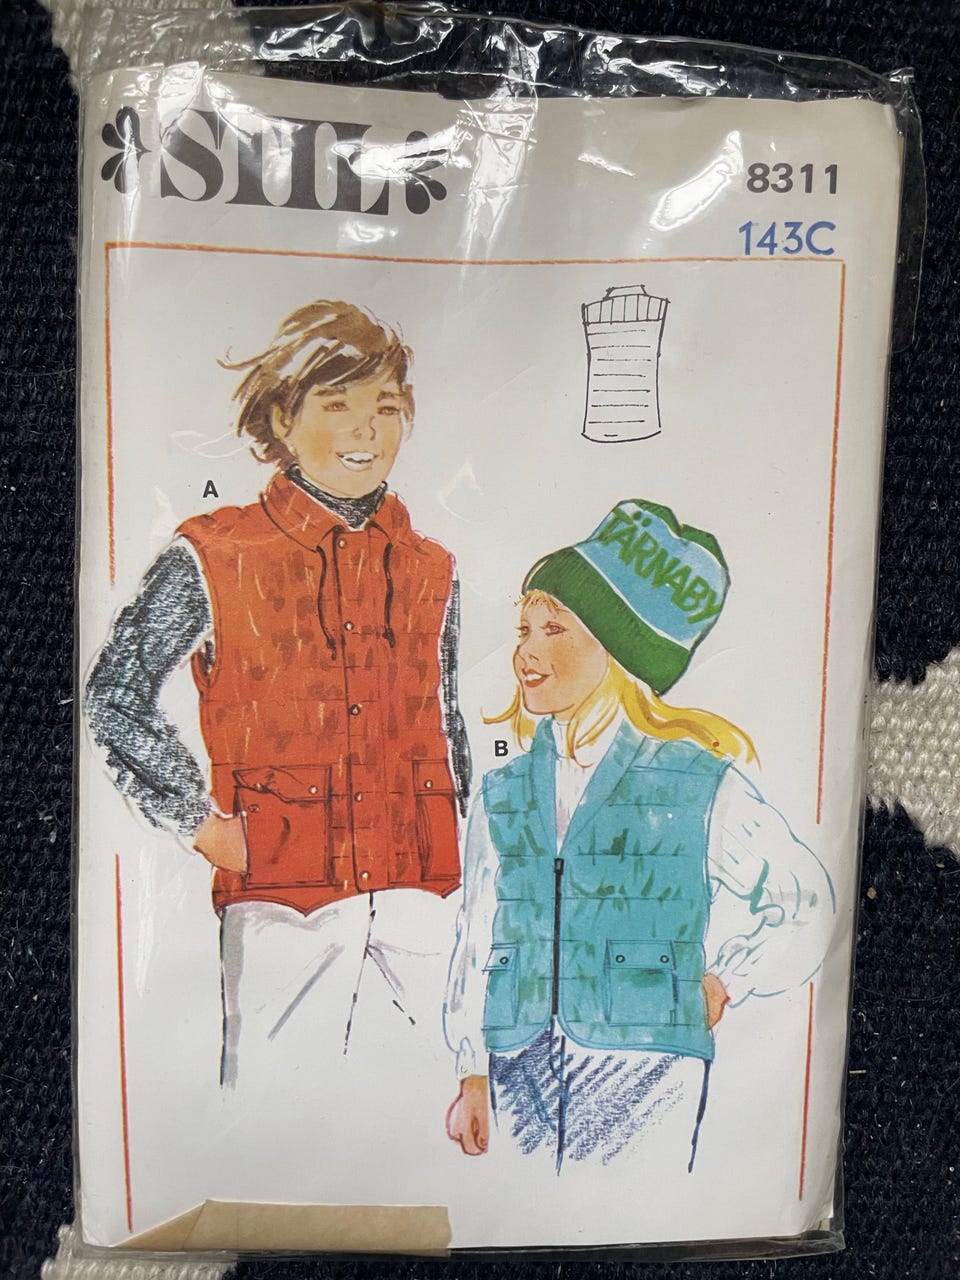 STIL
8311
143C
A
TÄRNABY
B